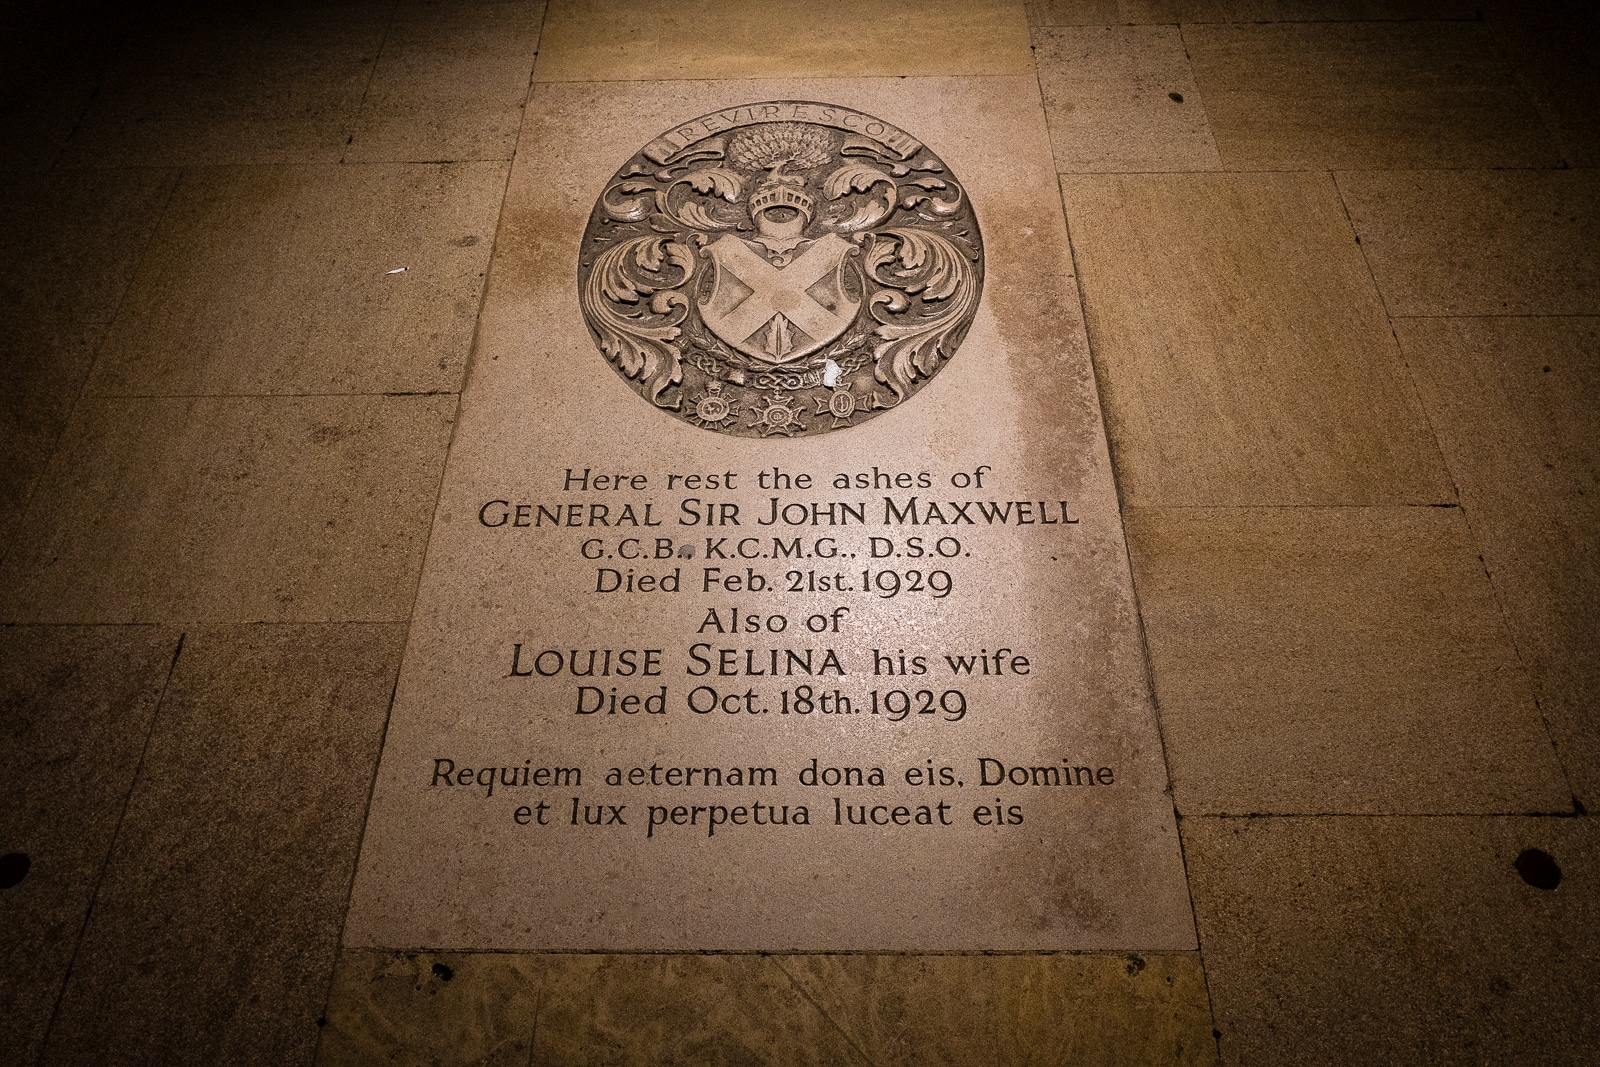 REVIRESCO
Here rest the ashes of
GENERAL SIR JOHN MAXWELL
G.C.B., K.C.M.G., D.S.O.
Died Feb. 21st. 1929
Also of
LOUISE SELINA his wife
Died Oct. 18th. 1929
Requiem aeternam dona eis, Domine
et lux perpetua luceat eis